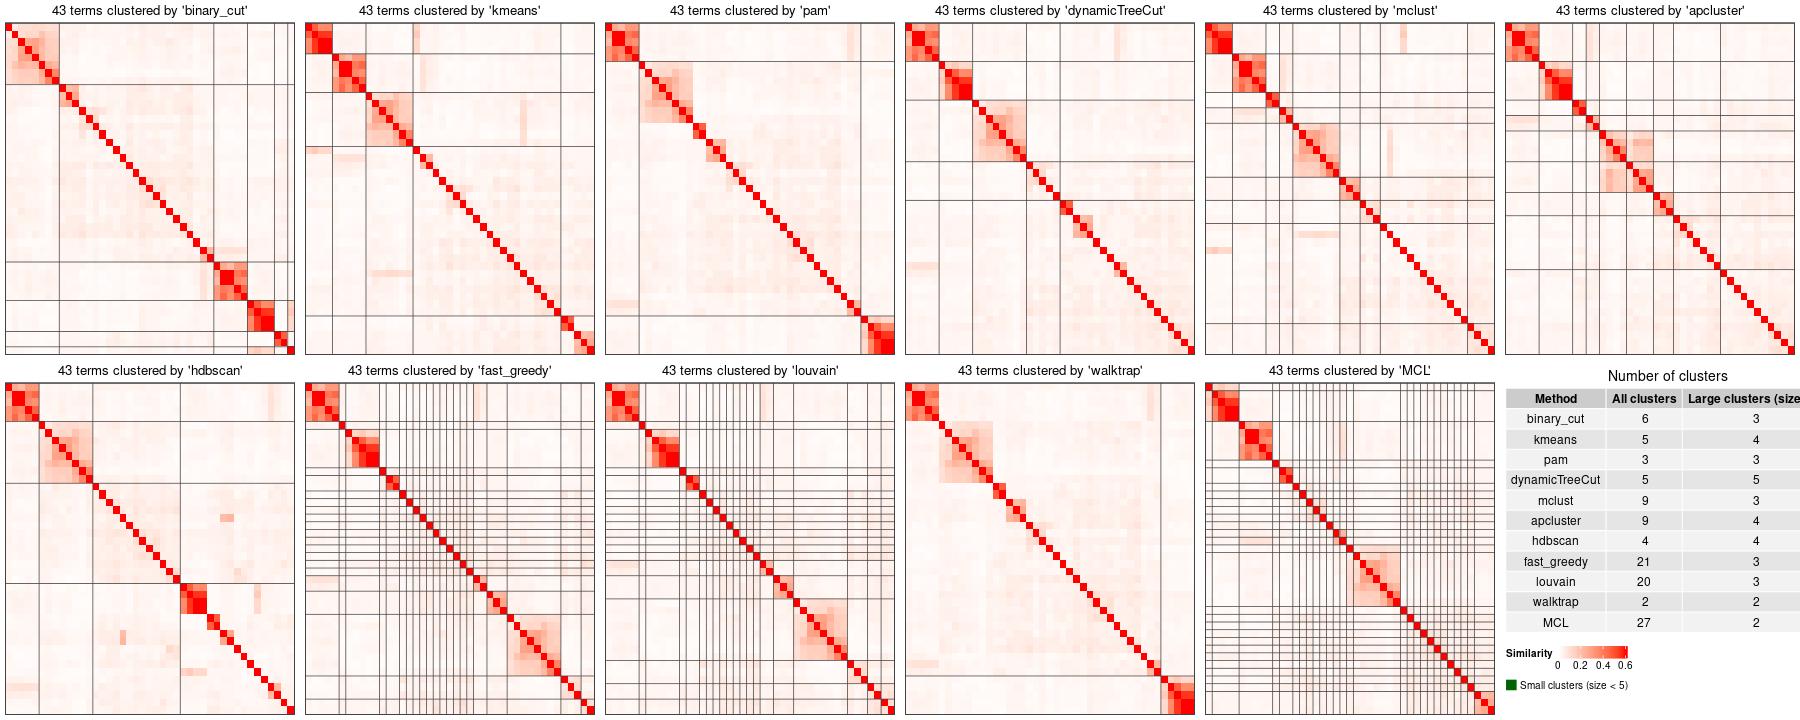 43 terms clustered by 'binary_cut'
43 terms clustered by 'kmeans'
43 terms clustered by 'pam'
43 terms clustered by 'dynamicTreeCut'
43 terms clustered by 'mclust'
43 terms clustered by 'apcluster'
43 terms clustered by 'hdbscan'
43 terms clustered by 'fast_greedy'
43 terms clustered by 'louvain'
43 terms clustered by 'walktrap'
43 terms clustered by 'MCL'
Number of clusters
Method All clusters Large clusters (size
binary_cut 6 3
kmeans 5 4
pam 3 3
dynamicTreeCut 5 5
mclust 9 3
apcluster 9 4
hdbscan 4 4
fast_greedy 21 3
louvain 20 3
walktrap 2 2
MCL 27 2
Similarity
0 0.2 0.4 0.6
Small clusters (size < 5)